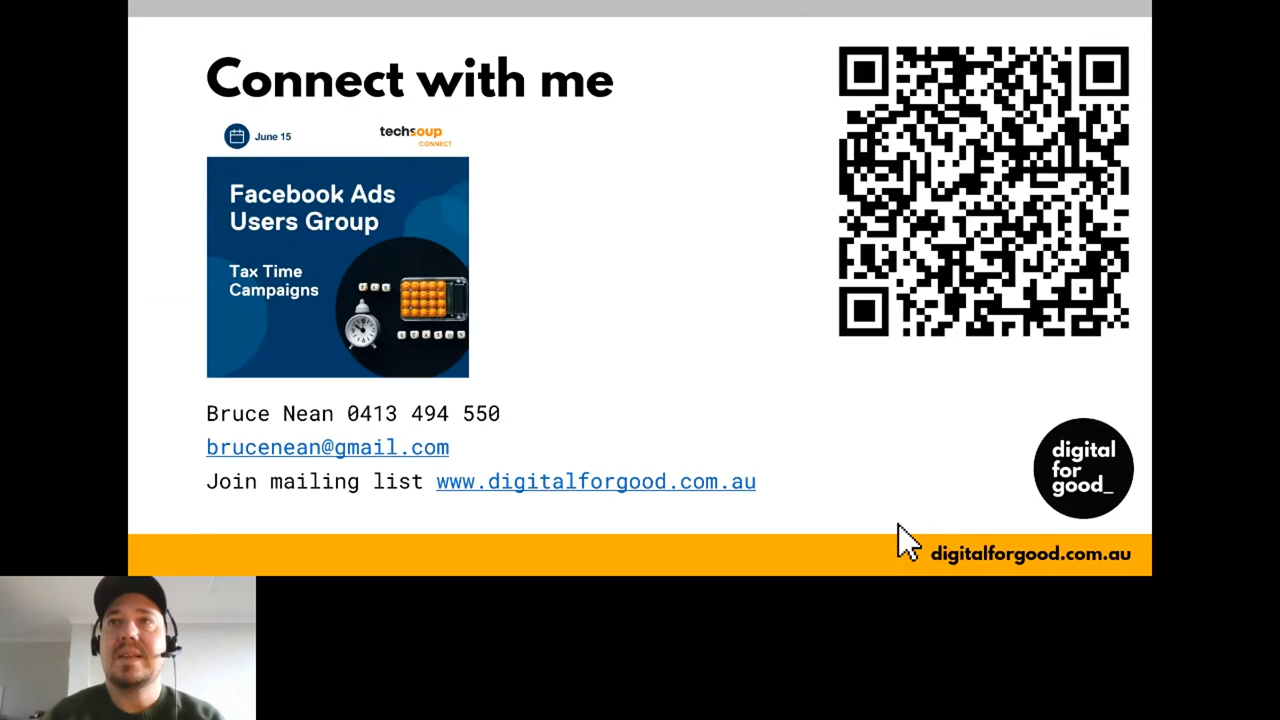 Connect with me
June 15
techsoup
CONNECT
Facebook Ads
Users Group
Tax Time
Campaigns
Bruce Nean 0413 494 550
brucenean@gmail.com
Join mailing list www.digitalforgood.com.au
digital
for
good_
digitalforgood.com.au